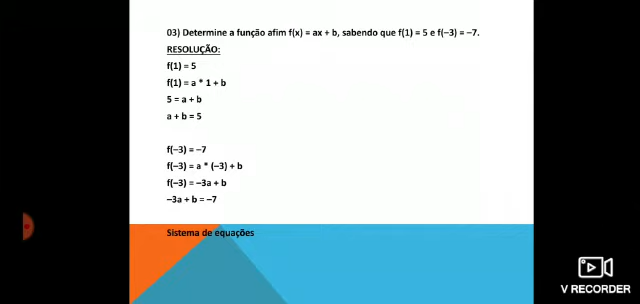 03) Determine a função afim f(x) = ax + b, sabendo que f(1) = 5 e f(–3) = –7.
RESOLUÇÃO:
f(1) = 5
f(1) = a * 1 + b
5 = a + b
a + b = 5
f(–3) = –7
f(–3) = a * (–3) + b
f(–3) = –3a + b
–3a + b = –7
Sistema de equações
V RECORDER